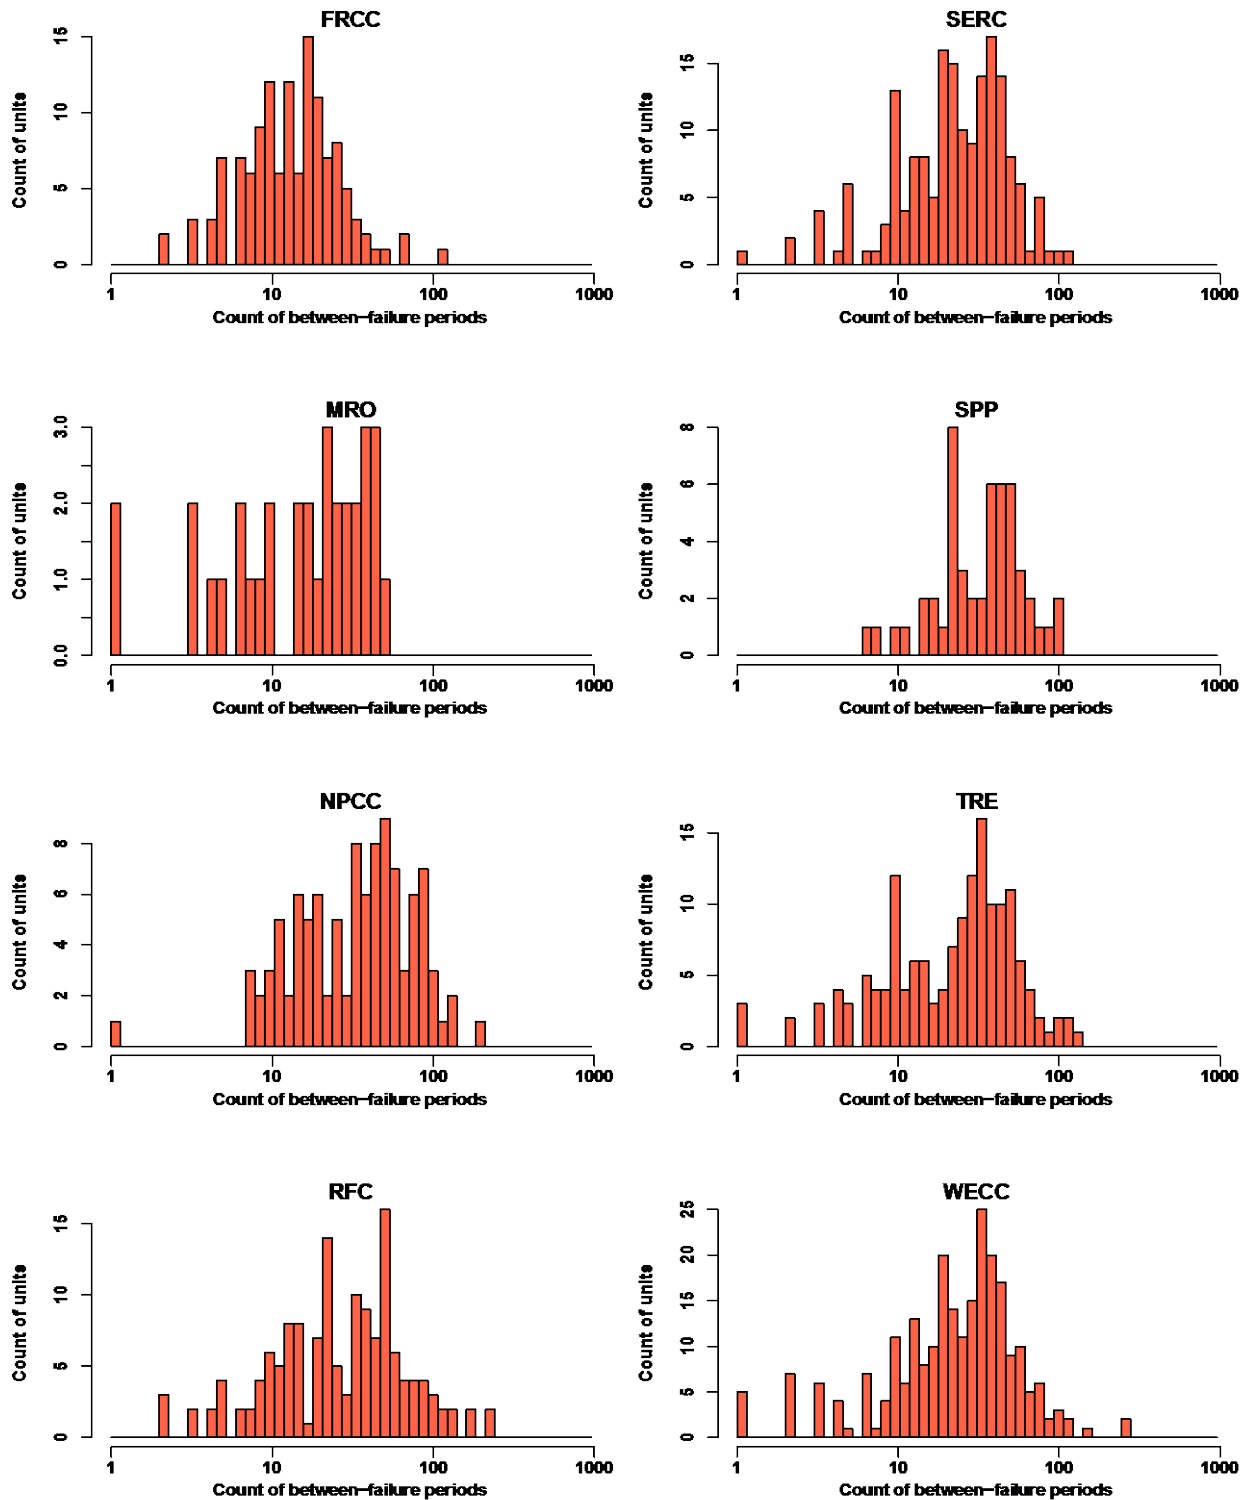 FRCC
Count of units
0 5 10 15
1 10 100 1000
Count of between-failure periods
SERC
Count of units
0 5 10 15
1 10 100 1000
Count of between-failure periods
MRO
Count of units
0.0 1.0 2.0 3.0
1 10 100 1000
Count of between-failure periods
SPP
Count of units
0 2 4 6 8
1 10 100 1000
Count of between-failure periods
NPCC
Count of units
0 2 4 6 8
1 10 100 1000
Count of between-failure periods
TRE
Count of units
0 5 10 15
1 10 100 1000
Count of between-failure periods
RFC
Count of units
0 5 10 15
1 10 100 1000
Count of between-failure periods
WECC
Count of units
0 5 10 15 20 25
1 10 100 1000
Count of between-failure periods